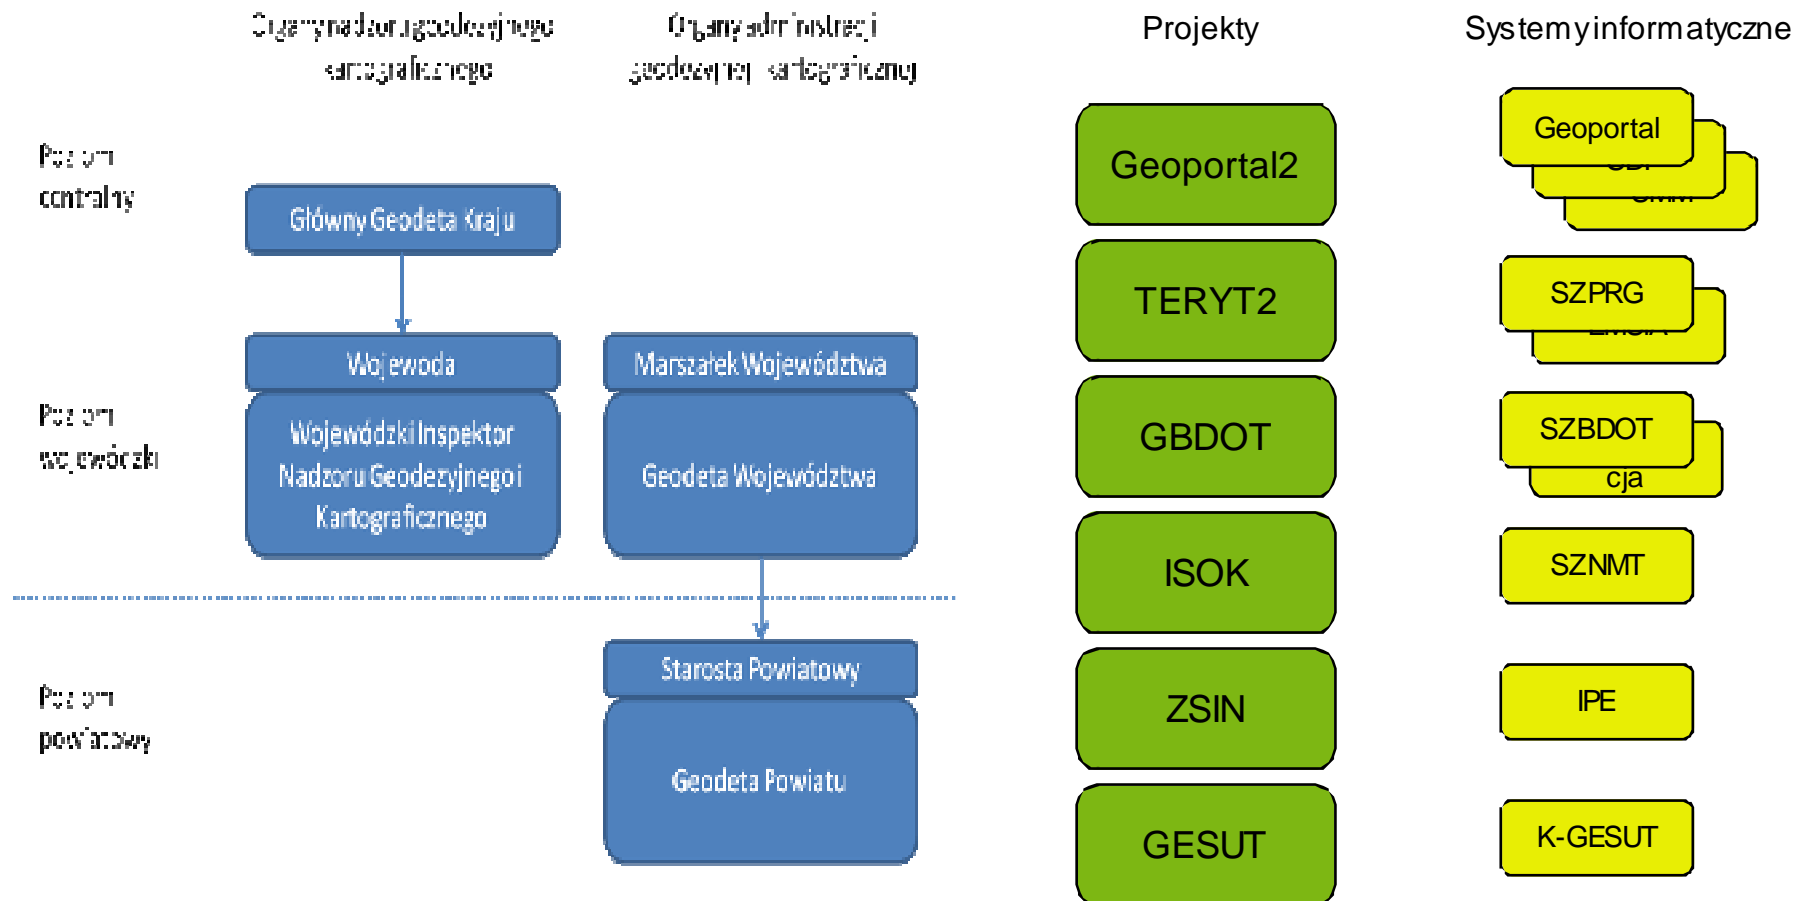 Organy nadzoru geodezyjnego
kartograficznego
Organy administracji
geodezyjnej kartograficznej
Projekty
Systemy informatyczne
Poziom
centralny
Główny Geodeta Kraju
Geoportal2
Geoportal
Poziom
wojewódzki
Wojewoda
Wojewódzki Inspektor
Nadzoru Geodezyjnego i
Kartograficznego
Marszałek Województwa
Geodeta Województwa
TERYT2
SZPRG
GBDOT
SZBDOT
cja
ISOK
SZNMT
Poziom
powiatowy
Starosta Powiatowy
Geodeta Powiatu
ZSIN
IPE
GESUT
K-GESUT